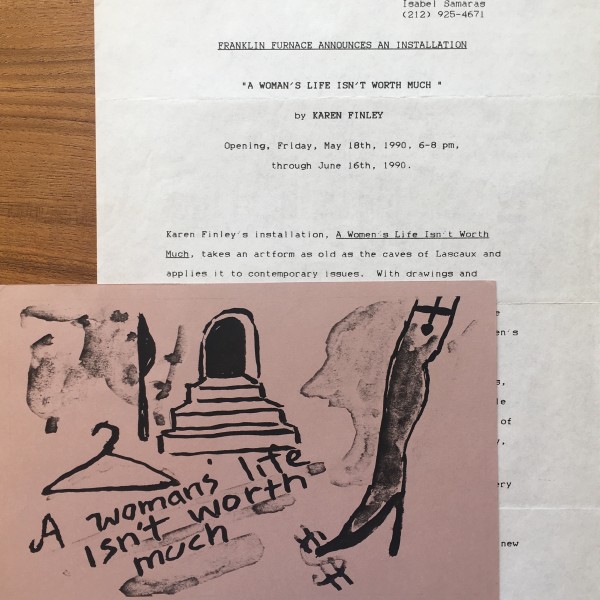 Isabel Samaras
(212) 925-4671
FRANKLIN FURNACE ANNOUNCES AN INSTALLATION
"A WOMAN'S LIFE ISN'T WORTH MUCH "
by KAREN FINLEY
Opening, Friday, May 18th, 1990, 6-8 pm,
through June 16th, 1990.
Karen Finley's installation, A Women's Life Isn't Worth
Much, takes an artform as old as the caves of Lascaux and
applies it to contemporary issues. With drawings and
of
new
A womans' life
isn't worth
much